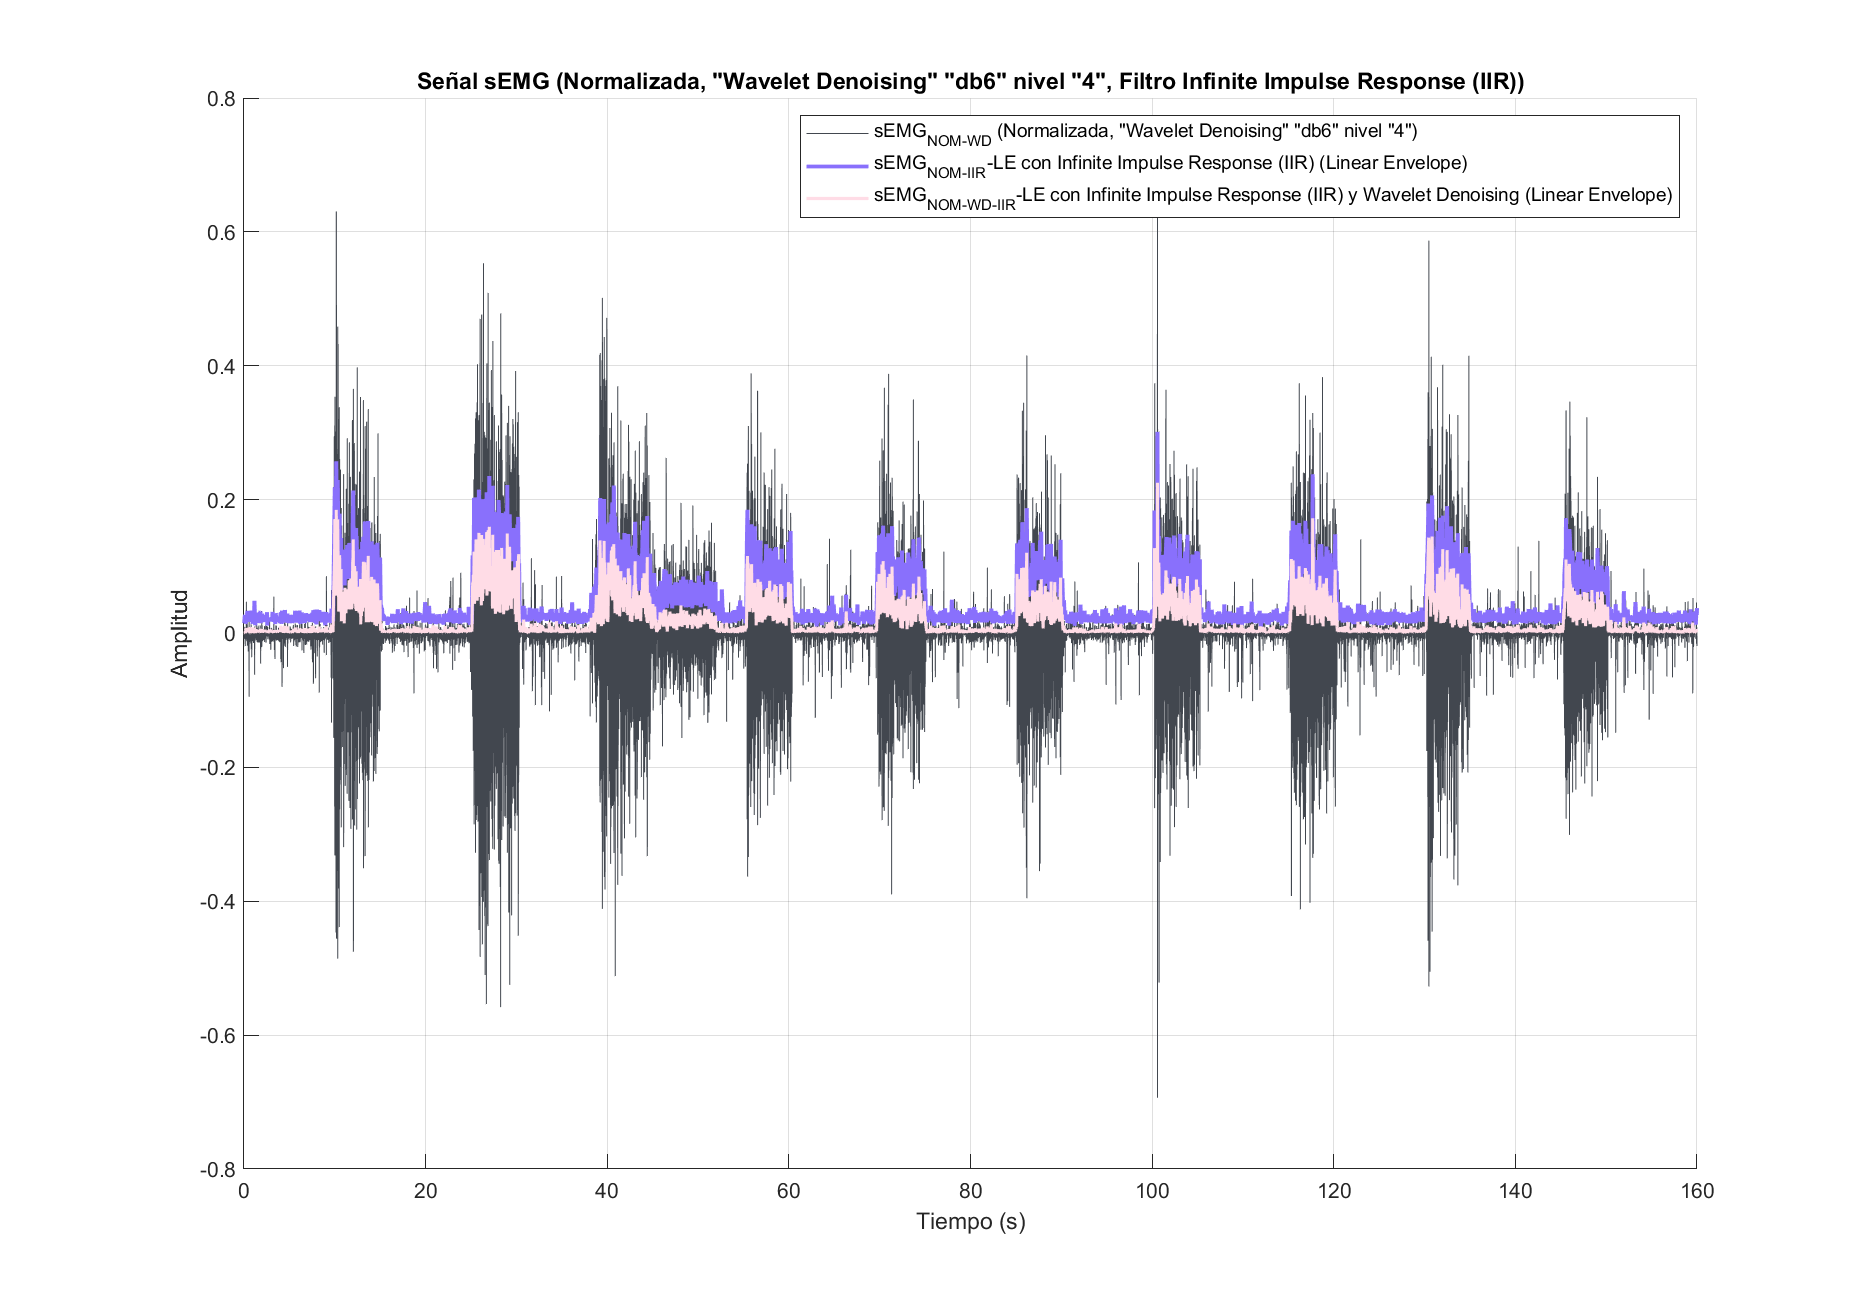 Señal sEMG (Normalizada, "Wavelet Denoising" "db6" nivel "4", Filtro Infinite Impulse Response (IIR))
sEMG_NOM-WD (Normalizada, "Wavelet Denoising" "db6" nivel "4")
sEMG_NOM-IIR-LE con Infinite Impulse Response (IIR) (Linear Envelope)
sEMG_NOM-WD-IIR-LE con Infinite Impulse Response (IIR) y Wavelet Denoising (Linear Envelope)
0.8
0.6
0.4
0.2
0
-0.2
-0.4
-0.6
-0.8
Amplitud
0 20 40 60 80 100 120 140 160
Tiempo (s)